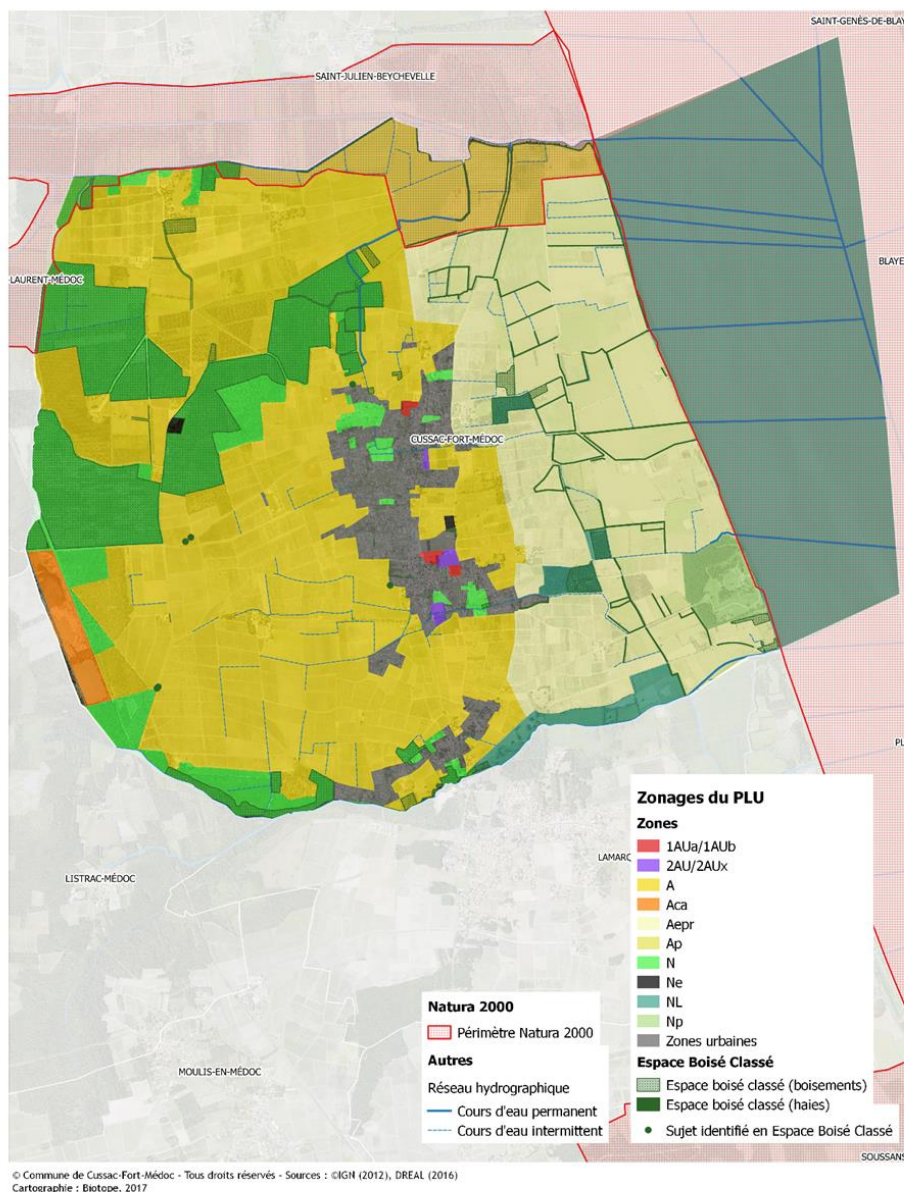 SAINT-GENÉS-DE-BLAY
SAINT-JULIEN-BEYCHEVELLE
LAURENT-MÉDOC
BLAYE
CUSSAC-FORT-MÉDOC
PL
LISTRAC-MÉDOC
LAMARC
MOULIS-EN-MÉDOC
SOUSSANS
Zonages du PLU
Zones
1AUa/1AUb
2AU/2AUx
A
Aca
Aepr
Ap
N
Ne
NL
Np
Zones urbaines
Espace Boisé Classé
Espace boisé classé (boisements)
Espace boisé classé (haies)
Sujet identifié en Espace Boisé Classé
Natura 2000
Périmètre Natura 2000
Autres
Réseau hydrographique
Cours d'eau permanent
Cours d'eau intermittent
© Commune de Cussac-Fort-Médoc - Tous droits réservés - Sources : ©IGN (2012), DREAL (2016)
Cartographie : Biotope, 2017